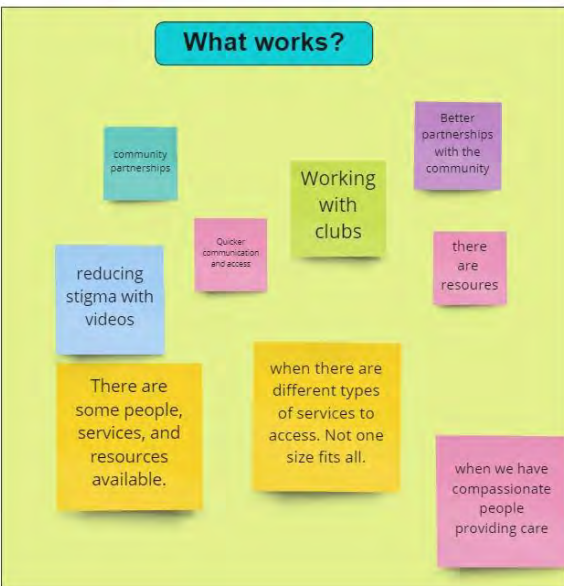 What works?
community
partnerships
Better
partnerships
with the
community
Working
with
clubs
Quicker
communication
and access
there
are
resoures
reducing
stigma with
videos
There are
some people,
services, and
resources
available.
when there are
different types
of services to
access. Not one
size fits all.
when we have
compassionate
people
providing care